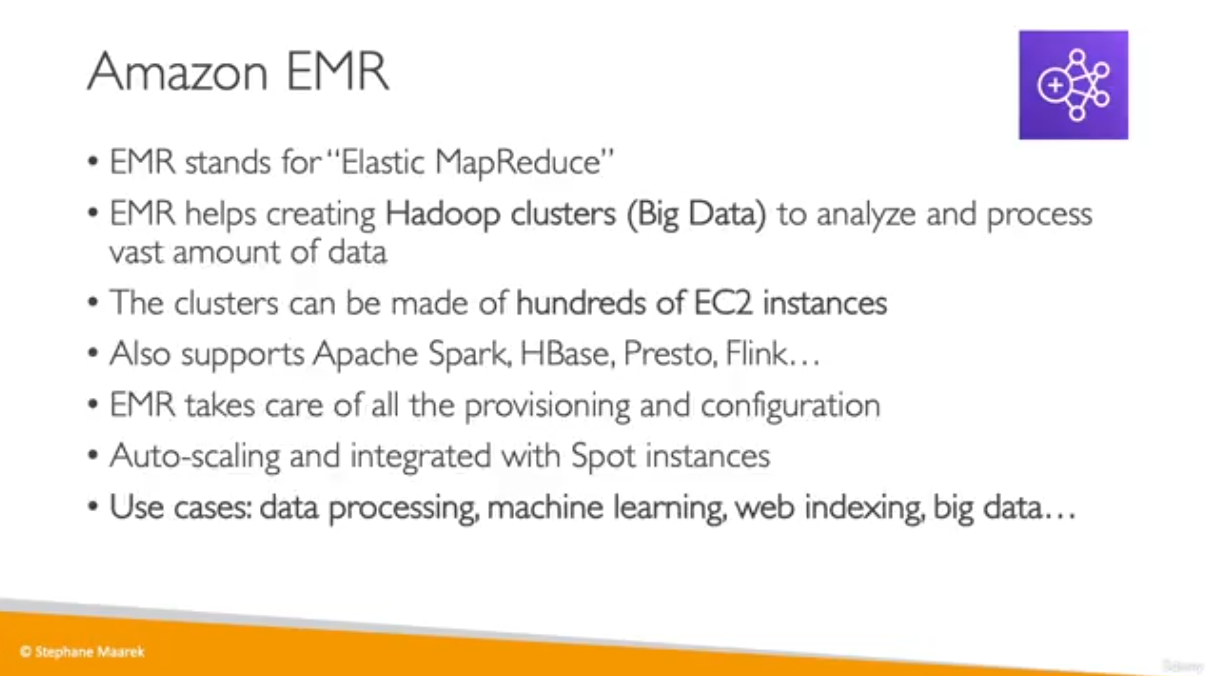 Amazon EMR
• EMR stands for “Elastic MapReduce”
• EMR helps creating Hadoop clusters (Big Data) to analyze and process
vast amount of data
• The clusters can be made of hundreds of EC2 instances
• Also supports Apache Spark, HBase, Presto, Flink…
• EMR takes care of all the provisioning and configuration
• Auto-scaling and integrated with Spot instances
• Use cases: data processing, machine learning, web indexing, big data…
© Stephane Maarek